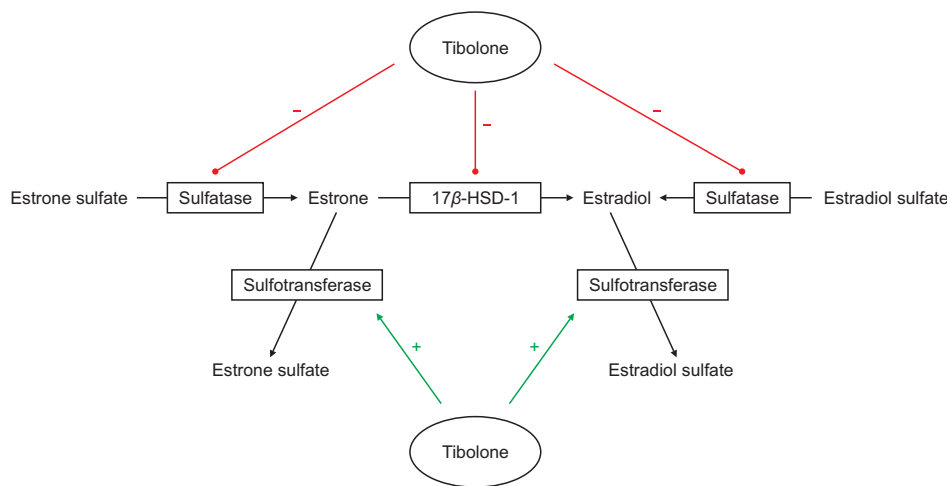 Tibolone
–
–
–
Estrone sulfate
Sulfatase
Estrone
17β-HSD-1
Estradiol
Sulfatase
Estradiol sulfate
Sulfotransferase
Sulfotransferase
+
+
Estrone sulfate
Estradiol sulfate
Tibolone